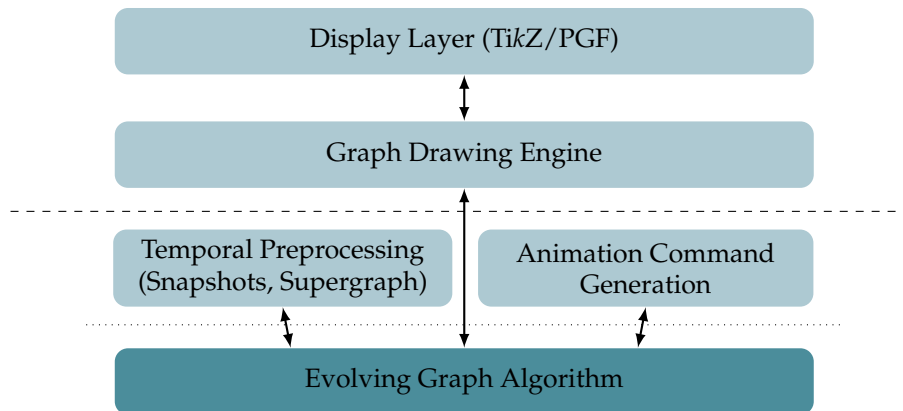 Display Layer (TikZ/PGF)
Graph Drawing Engine
Temporal Preprocessing
(Snapshots, Supergraph)
Animation Command
Generation
Evolving Graph Algorithm